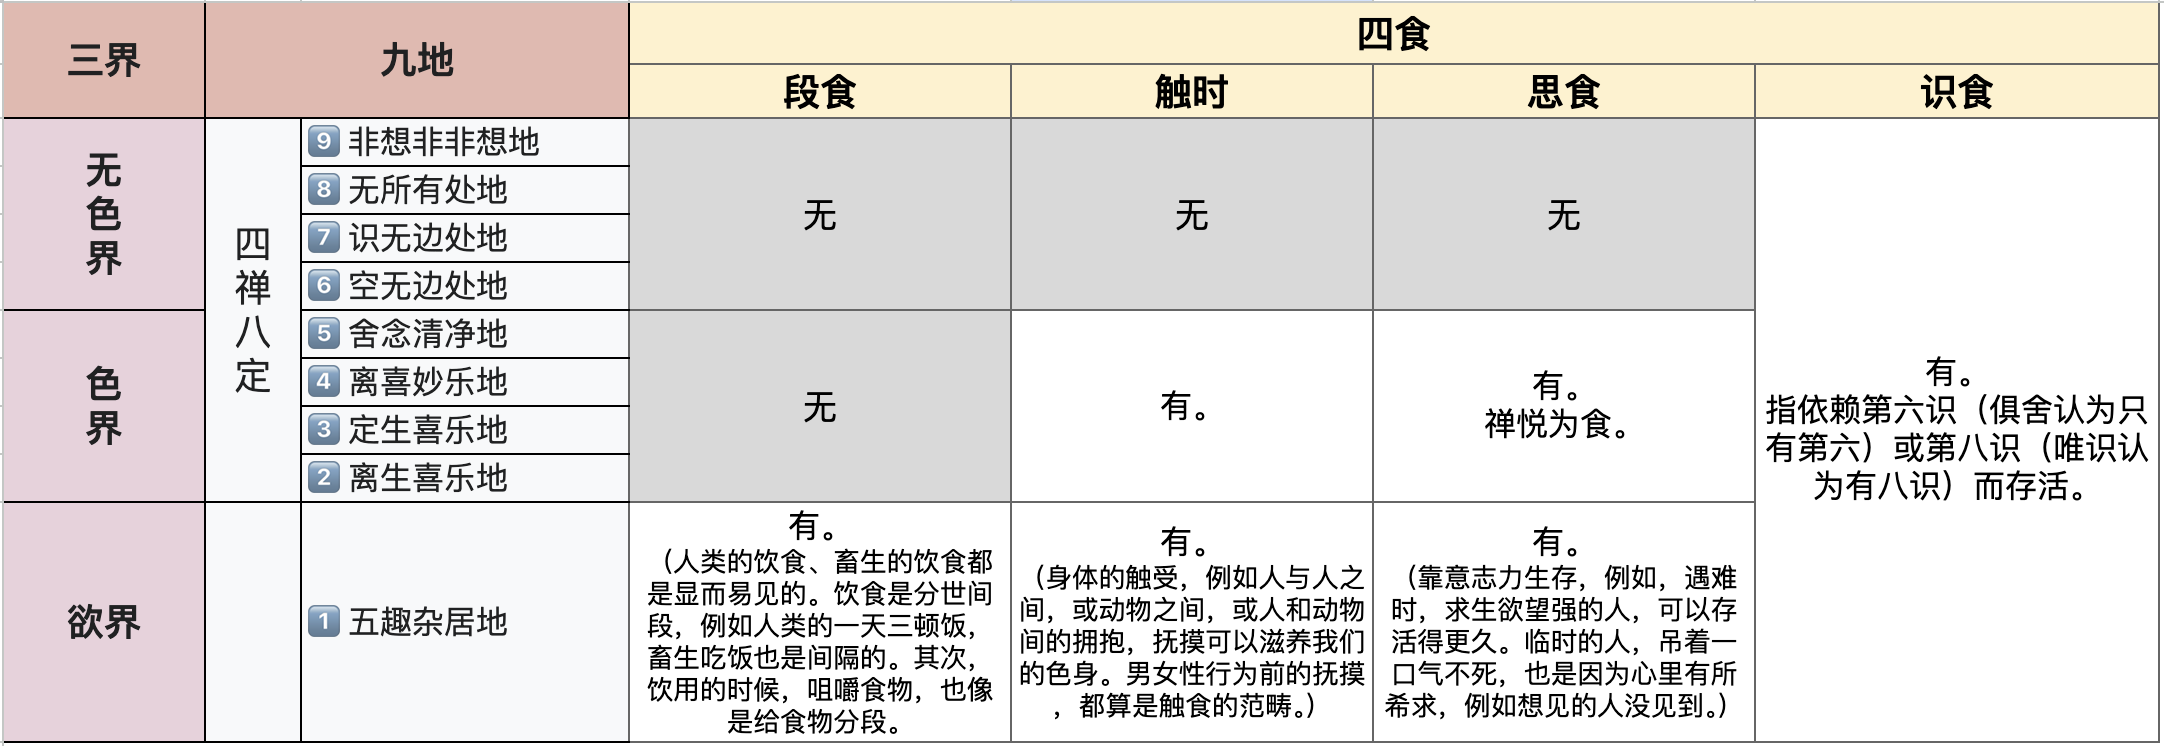 三界
九地
四食
段食
触时
思食
识食
无
色
界
四
禅
八
定
9 非想非非想地
8 无所有处地
7 识无边处地
6 空无边处地
无
无
无
色
界
5 舍念清净地
4 离喜妙乐地
3 定生喜乐地
2 离生喜乐地
无
有。
有。
禅悦为食。
有。
指依赖第六识（俱舍认为只
有第六）或第八识（唯识认
为有八识）而存活。
欲界
1 五趣杂居地
有。
（人类的饮食、畜生的饮食都
是显而易见的。饮食是分世间
段，例如人类的一天三顿饭，
畜生吃饭也是间隔的。其次，
饮用的时候，咀嚼食物，也像
是给食物分段。
有。
（身体的触受，例如人与人之
间，或动物之间，或人和动物
间的拥抱，抚摸可以滋养我们
的色身。男女性行为前的抚摸
，都算是触食的范畴。）
有。
（靠意志力生存，例如，遇难
时，求生欲望强的人，可以存
活得更久。临时的人，吊着一
口气不死，也是因为心里有所
希求，例如想见的人没见到。）